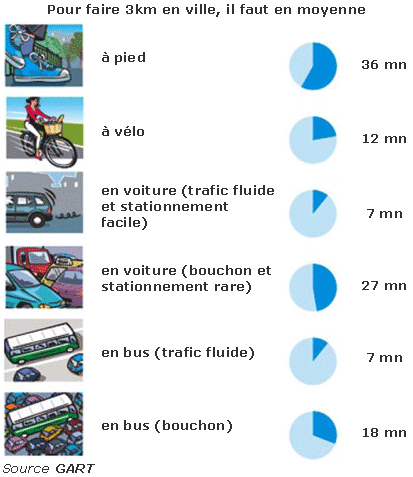 Pour faire 3km en ville, il faut en moyenne
à pied 36 mn
à vélo 12 mn
en voiture (trafic fluide
et stationnement
facile) 7 mn
en voiture (bouchon et
stationnement rare) 27 mn
en bus (trafic fluide) 7 mn
en bus (bouchon) 18 mn
Source GART